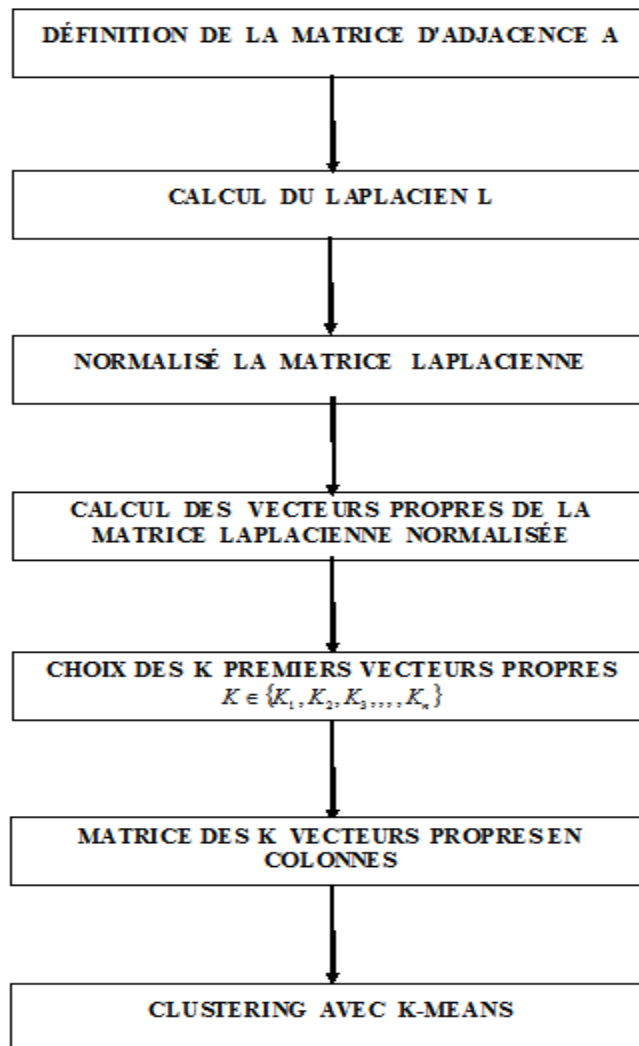 DÉFINITION DE LA MATRICE D'ADJACENCE A
CALCUL DU LAPLACIEN L
NORMALISÉ LA MATRICE LAPLACIENNE
CALCUL DES VECTEURS PROPRES DE LA
MATRICE LAPLACIENNE NORMALISÉE
CHOIX DES K PREMIERS VECTEURS PROPRES
K ∈ {K₁, K₂, K₃,,,, Kₙ}
MATRICE DES K VECTEURS PROPRES EN
COLONNES
CLUSTERING AVEC K-MEANS